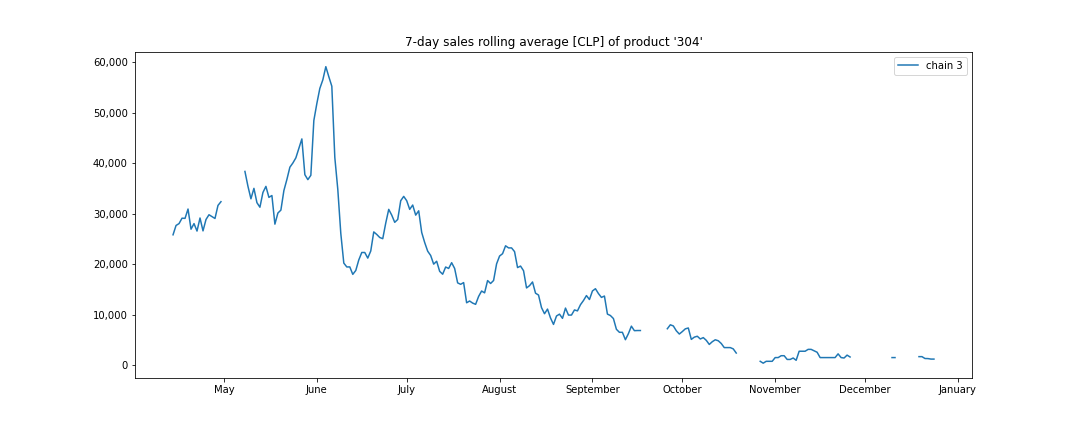 7-day sales rolling average [CLP] of product '304'
chain 3
60,000
50,000
40,000
30,000
20,000
10,000
0
May June July August September October November December January